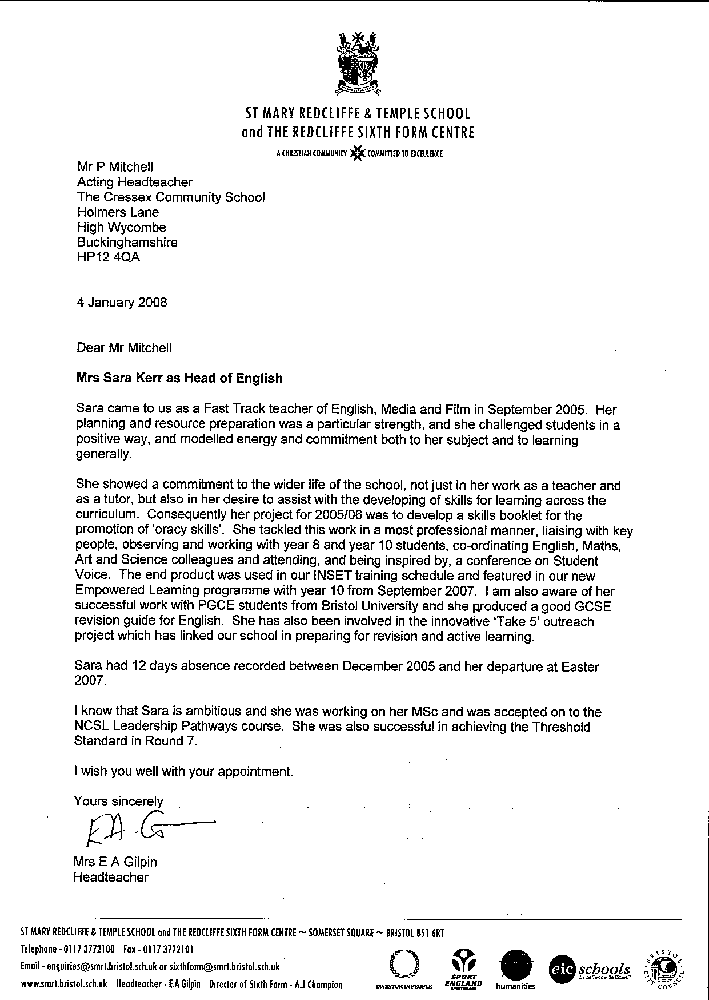 ST MARY REDCLIFFE & TEMPLE SCHOOL
and THE REDCLIFFE SIXTH FORM CENTRE
A CHRISTIAN COMMUNITY COMMITTED TO EXCELLENCE
Mr P Mitchell
Acting Headteacher
The Cressex Community School
Holmers Lane
High Wycombe
Buckinghamshire
HP12 4QA
4 January 2008
Dear Mr Mitchell
Mrs Sara Kerr as Head of English
Sara came to us as a Fast Track teacher of English, Media and Film in September 2005. Her
planning and resource preparation was a particular strength, and she challenged students in a
positive way, and modelled energy and commitment both to her subject and to learning
generally.
She showed a commitment to the wider life of the school, not just in her work as a teacher and
as a tutor, but also in her desire to assist with the developing of skills for learning across the
curriculum. Consequently her project for 2005/06 was to develop a skills booklet for the
promotion of 'oracy skills'. She tackled this work in a most professional manner, liaising with key
people, observing and working with year 8 and year 10 students, co-ordinating English, Maths,
Art and Science colleagues and attending, and being inspired by, a conference on Student
Voice. The end product was used in our INSET training schedule and featured in our new
Empowered Learning programme with year 10 from September 2007. I am also aware of her
successful work with PGCE students from Bristol University and she produced a good GCSE
revision guide for English. She has also been involved in the innovative 'Take 5' outreach
project which has linked our school in preparing for revision and active learning.
Sara had 12 days absence recorded between December 2005 and her departure at Easter
2007.
I know that Sara is ambitious and she was working on her MSc and was accepted on to the
NCSL Leadership Pathways course. She was also successful in achieving the Threshold
Standard in Round 7.
I wish you well with your appointment.
Yours sincerely
EA.G
Mrs E A Gilpin
Headteacher
ST MARY REDCLIFFE & TEMPLE SCHOOL and THE REDCLIFFE SIXTH FORM CENTRE ~ SOMERSET SQUARE ~ BRISTOL BS1 6RT
Telephone - 0117 3772100 Fax - 0117 3772101
Email - enquiries@smrt.bristol.sch.uk or sixthform@smrt.bristol.sch.uk
www.smrt.bristol.sch.uk Headteacher - E.A Gilpin Director of Sixth Form - A.J Champion
INVESTOR IN PEOPLE
SPORT
ENGLAND
humanities
eic schools
Excellence in Cities
BRISTOL
CITY COUNCIL